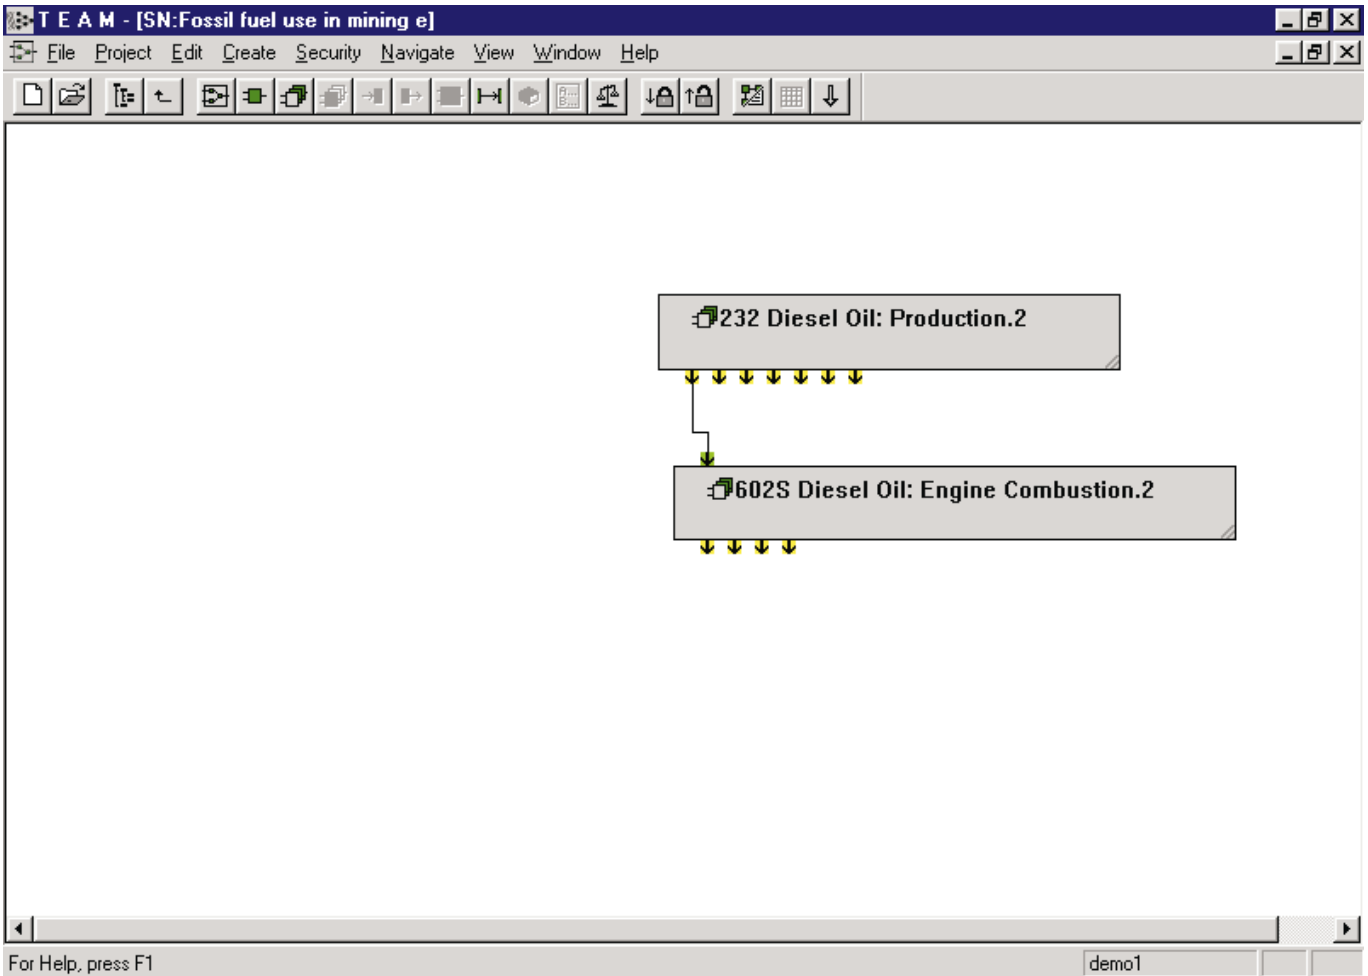 T E A M - [SN:Fossil fuel use in mining e]
File Project Edit Create Security Navigate View Window Help
232 Diesel Oil: Production.2
602S Diesel Oil: Engine Combustion.2
For Help, press F1 demo1